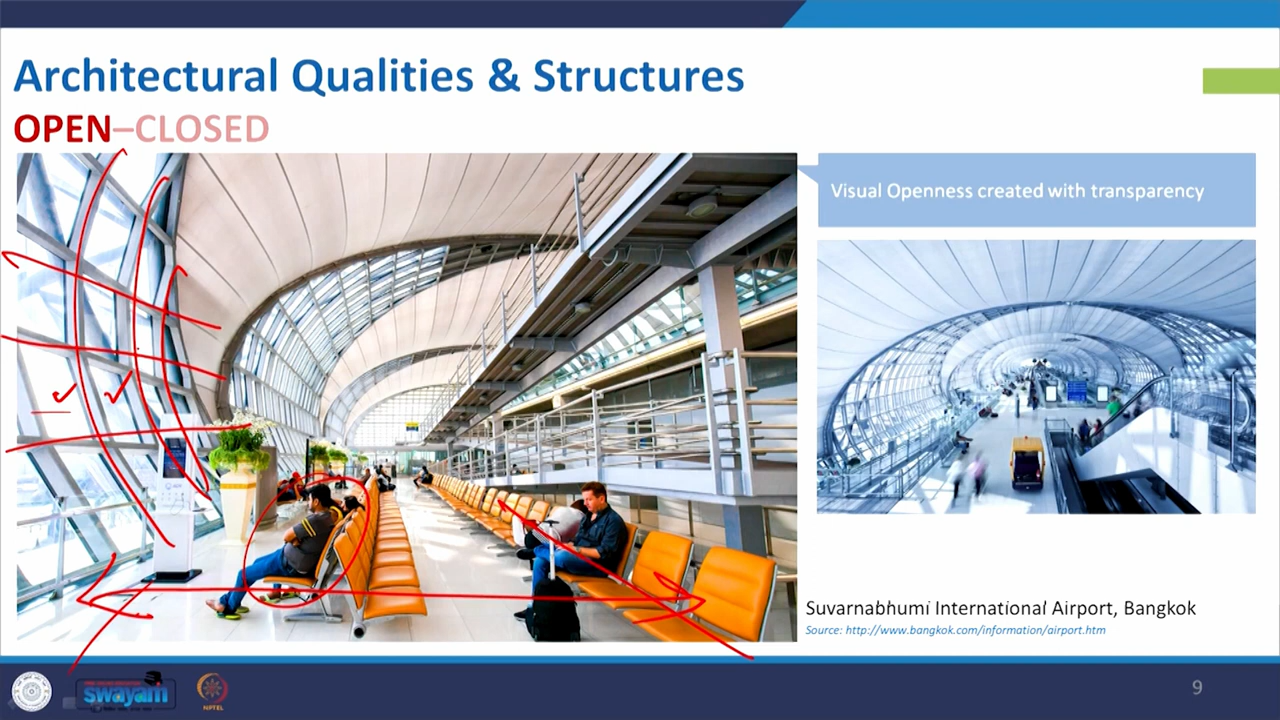 Architectural Qualities & Structures
OPEN–CLOSED
Visual Openness created with transparency
Suvarnabhumi International Airport, Bangkok
Source: http://www.bangkok.com/information/airport.htm
swayam
NPTEL
9